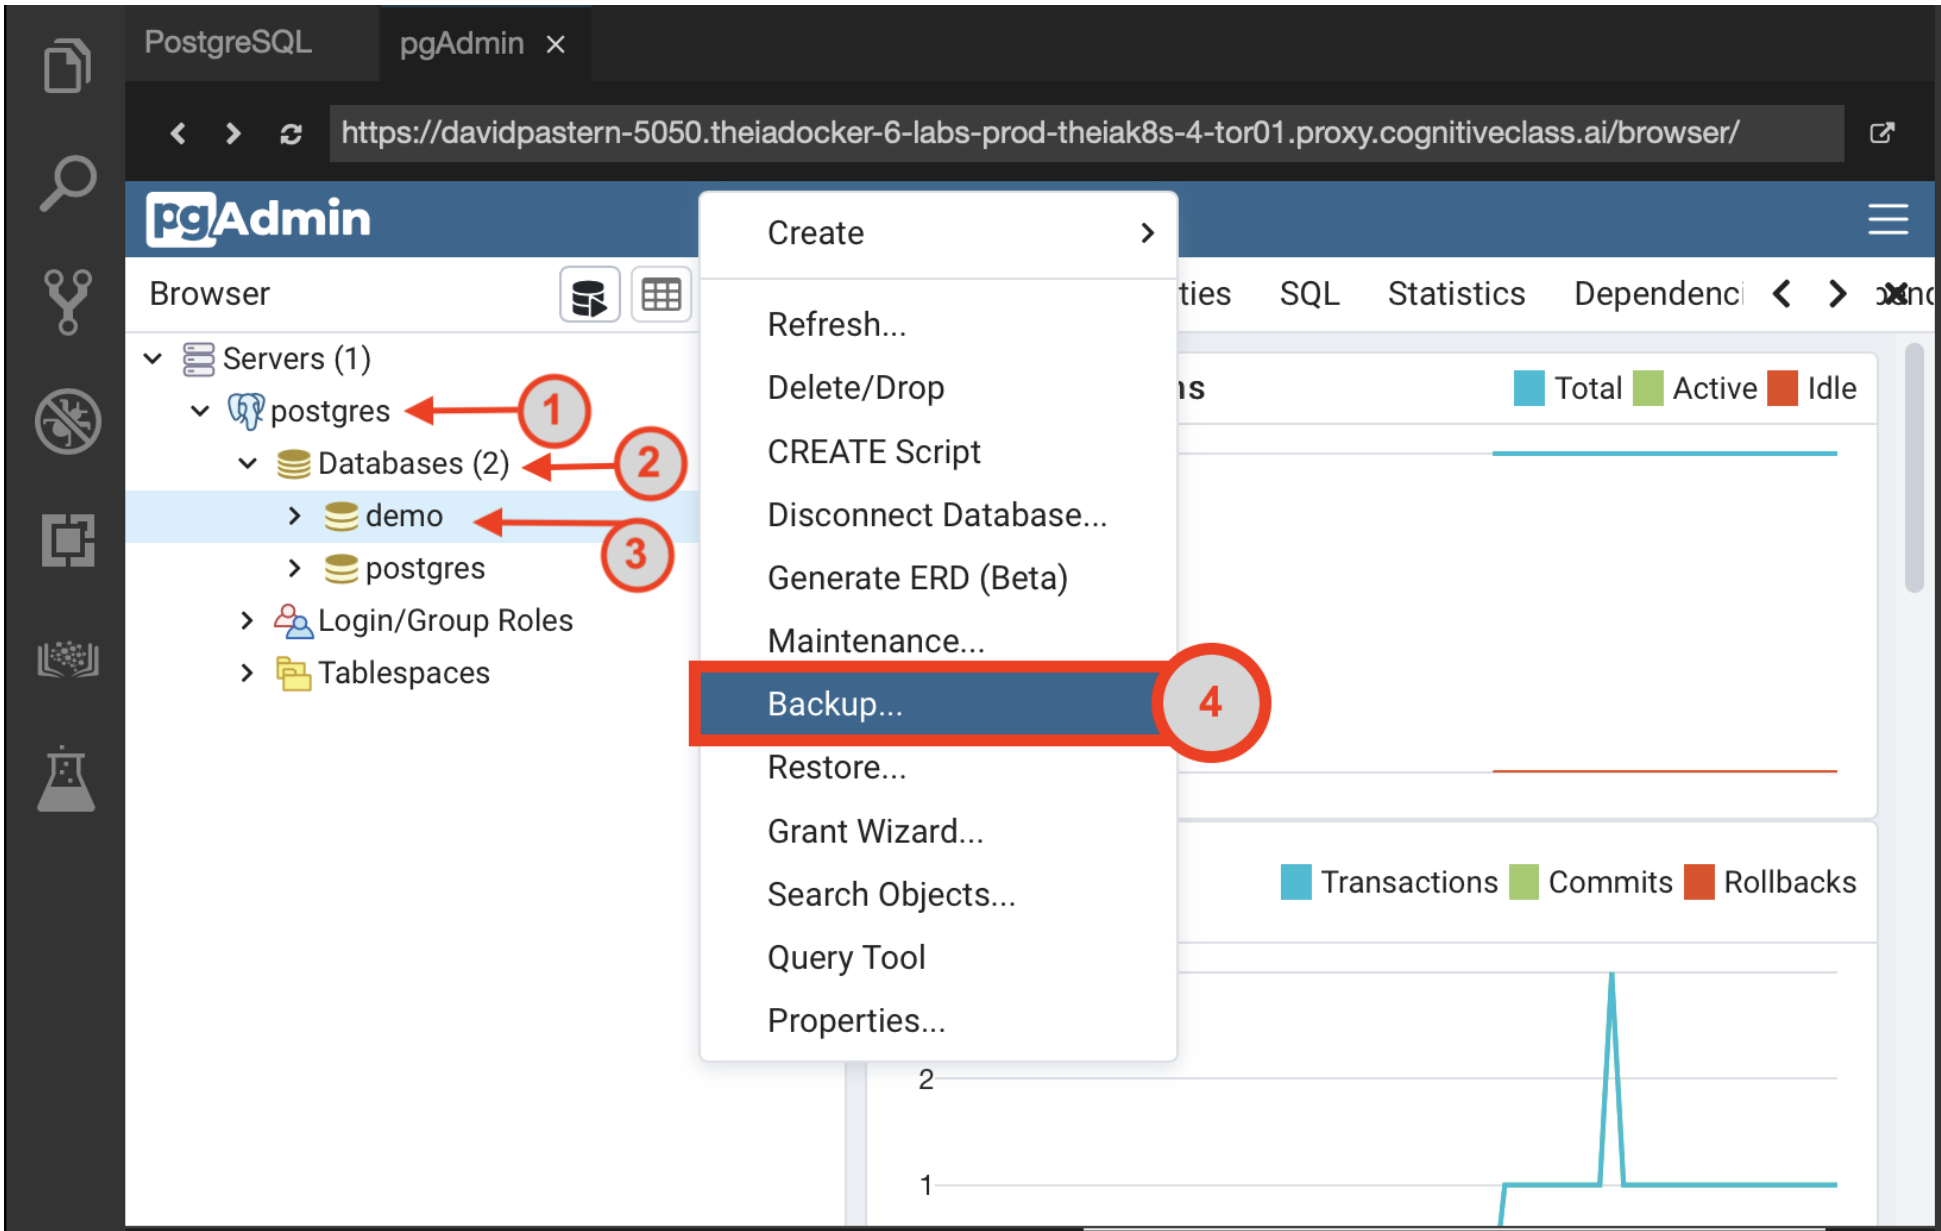 PostgreSQL
pgAdmin
https://davidpastern-5050.theiadocker-6-labs-prod-theiak8s-4-tor01.proxy.cognitiveclass.ai/browser/
pgAdmin
Browser
ties SQL Statistics Dependenci
Servers (1)
postgres
1
Databases (2)
2
demo
3
postgres
Login/Group Roles
Tablespaces
Create
Refresh...
Delete/Drop
CREATE Script
Disconnect Database...
Generate ERD (Beta)
Maintenance...
Backup...
4
Restore...
Grant Wizard...
Search Objects...
Query Tool
Properties...
ns
Total Active Idle
Transactions Commits Rollbacks
2
1